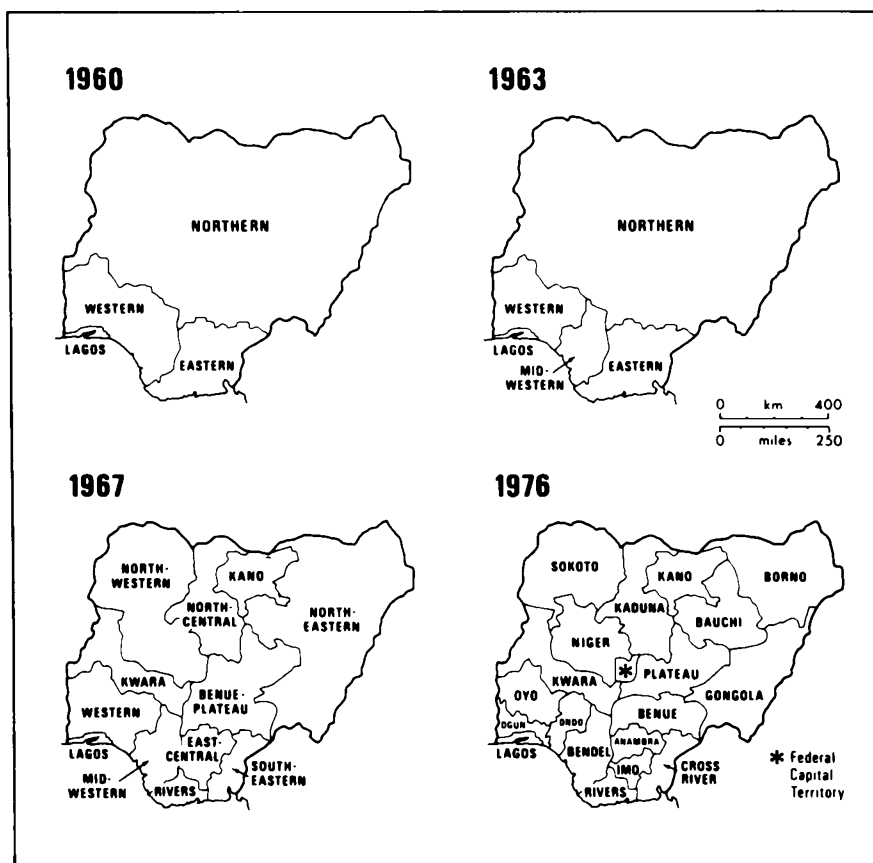 1960
NORTHERN
WESTERN
LAGOS
EASTERN
1963
NORTHERN
WESTERN
LAGOS
MID-
WESTERN
EASTERN
0 km 400
0 miles 250
1967
NORTH-
WESTERN
KANO
NORTH-
CENTRAL
NORTH-
EASTERN
KWARA
BENUE-
PLATEAU
WESTERN
LAGOS
EAST-
CENTRAL
MID-
WESTERN
SOUTH-
EASTERN
RIVERS
1976
SOKOTO
KANO
BORNO
KADUNA
BAUCHI
NIGER
*
PLATEAU
KWARA
GONGOLA
OYO
BENUE
OGUN
ONDO
ANAMBRA
LAGOS
BENDEL
IMO
CROSS
RIVER
RIVERS
* Federal
Capital
Territory